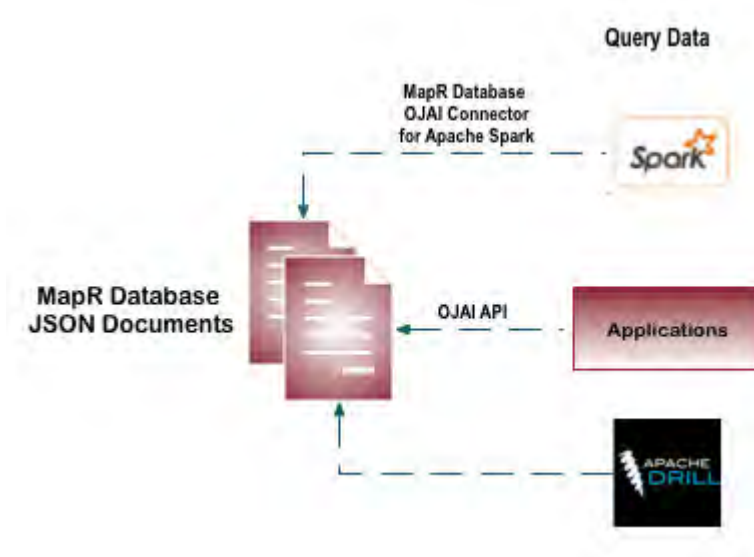 Query Data
MapR Database
OJAI Connector
for Apache Spark
Spark
MapR Database
JSON Documents
OJAI API
Applications
APACHE
DRILL